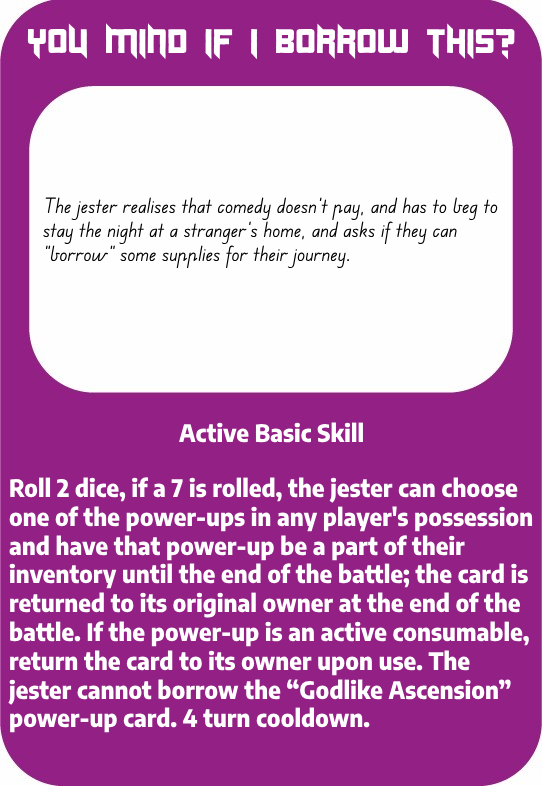 YOU MIND IF I BORROW THIS?
The jester realises that comedy doesn't pay, and has to beg to
stay the night at a stranger's home, and asks if they can
"borrow" some supplies for their journey.
Active Basic Skill
Roll 2 dice, if a 7 is rolled, the jester can choose
one of the power-ups in any player's possession
and have that power-up be a part of their
inventory until the end of the battle; the card is
returned to its original owner at the end of the
battle. If the power-up is an active consumable,
return the card to its owner upon use. The
jester cannot borrow the “Godlike Ascension”
power-up card. 4 turn cooldown.